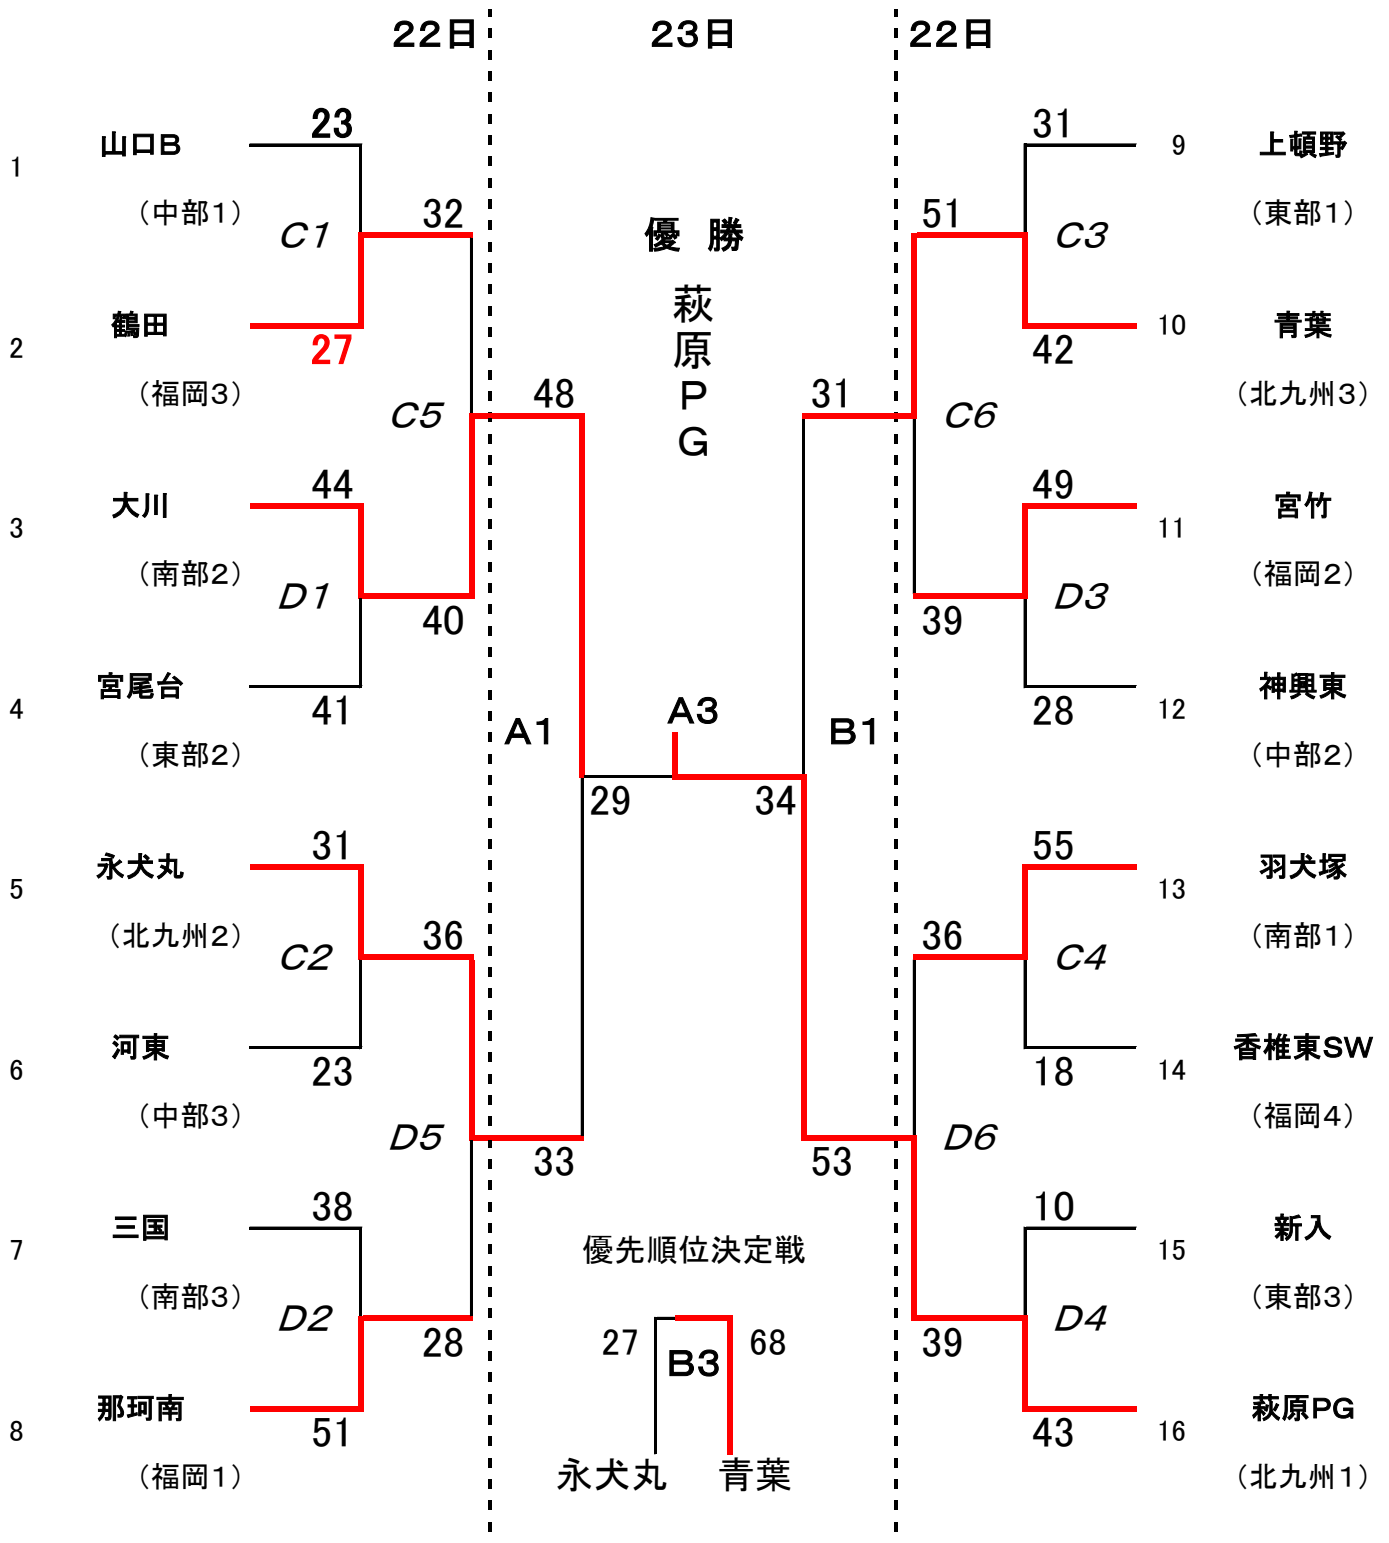 22日 23日 22日
23 31
山口B 上頓野
1 9
（中部1） 32 51 （東部1）
C1 優 勝 C3
萩原PG
鶴田 10 青葉
2 27 42
（福岡3） 48 31 （北九州3）
C5 C6
44 49
大川 宮竹
3 11
（南部2） （福岡2）
D1 D3
40 39
宮尾台 神興東
4 41 A1 A3 B1 28 12
（東部2） （中部2）
29 34
31 55
永犬丸 羽犬塚
5 13
（北九州2） 36 36 （南部1）
C2 C4
河東 香椎東SW
6 23 18 14
（中部3） （福岡4）
D5 D6
33 53
38 10
三国 新入
7 優先順位決定戦 15
（南部3） （東部3）
D2 D4
28 27 68 39
B3
那珂南 萩原PG
8 51 43 16
（福岡1） 永犬丸 青葉 （北九州1）